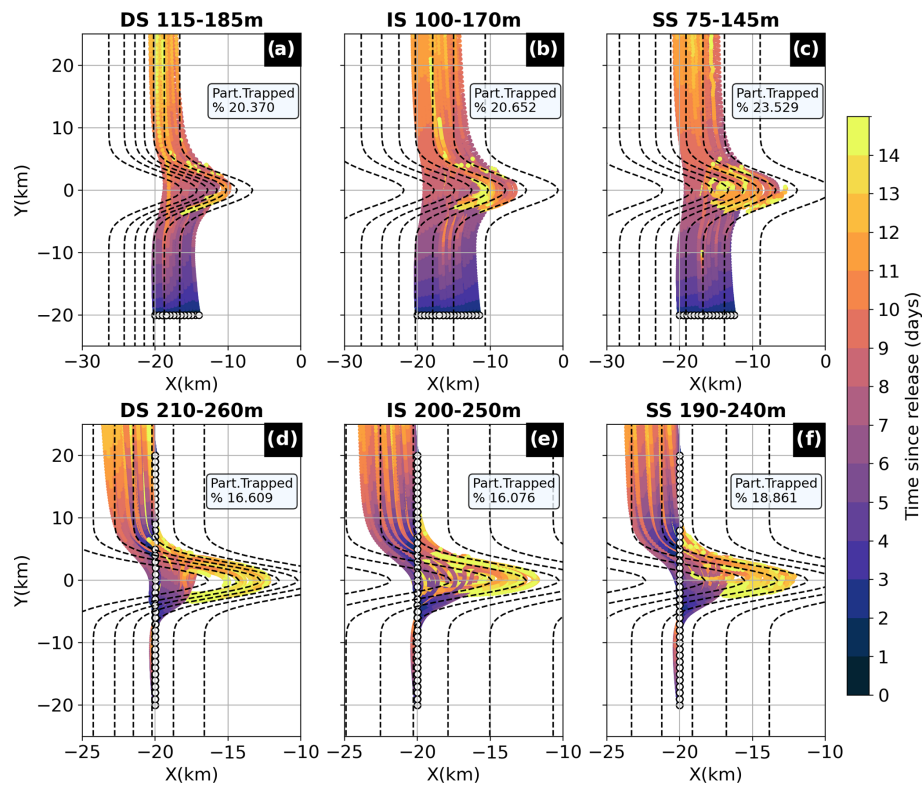 DS 115-185m
IS 100-170m
SS 75-145m
(a)
(b)
(c)
Part.Trapped
% 20.370
Part.Trapped
% 20.652
Part.Trapped
% 23.529
20
10
0
−10
−20
Y(km)
−30
−20
−10
0
−30
−20
−10
0
−30
−20
−10
0
X(km)
X(km)
X(km)
DS 210-260m
IS 200-250m
SS 190-240m
(d)
(e)
(f)
Part.Trapped
% 16.609
Part.Trapped
% 16.076
Part.Trapped
% 18.861
20
10
0
−10
−20
Y(km)
−25
−20
−15
−10
−25
−20
−15
−10
−25
−20
−15
−10
X(km)
X(km)
X(km)
14
13
12
11
10
9
8
7
6
5
4
3
2
1
0
Time since release (days)